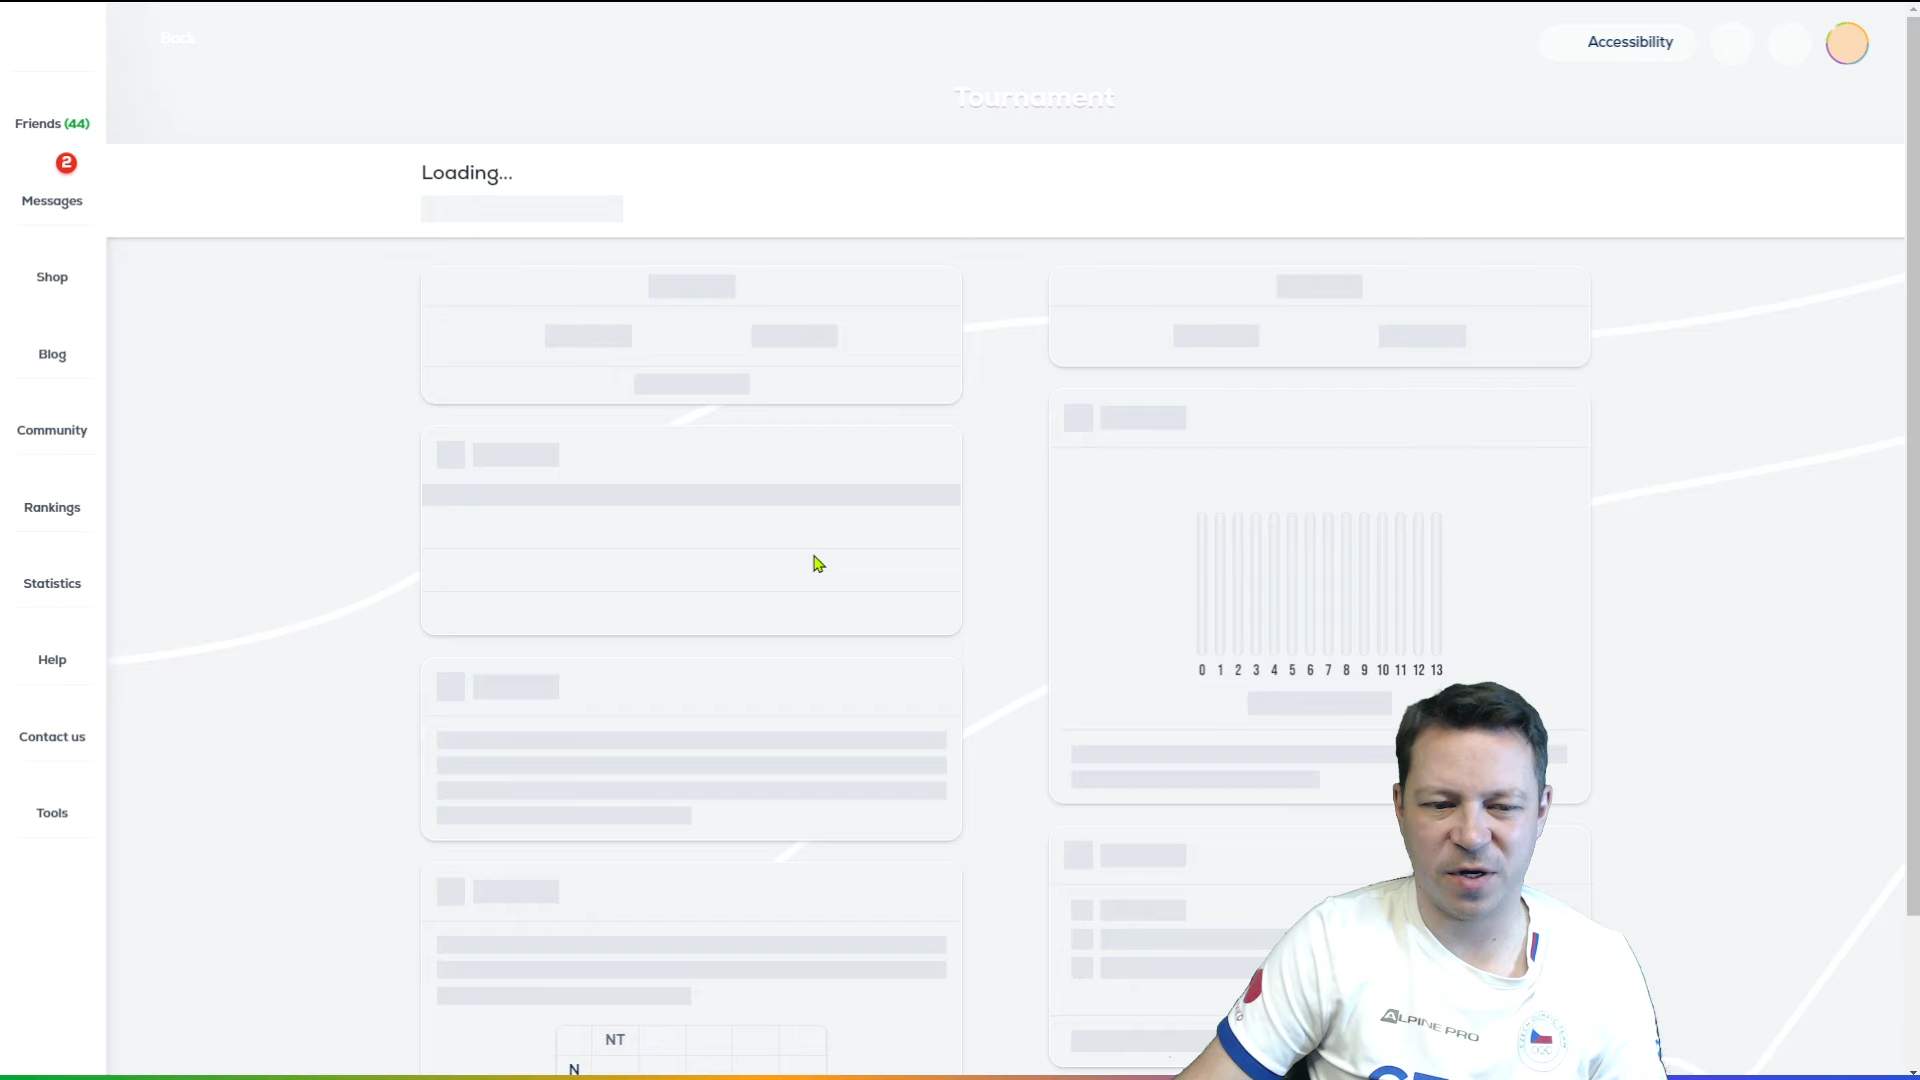 Back
Accessibility
Tournament
Friends (44)
2
Messages
Shop
Blog
Community
Rankings
Statistics
Help
Contact us
Tools
Loading...
0 1 2 3 4 5 6 7 8 9 10 11 12 13
NT
N
ALPINE PRO